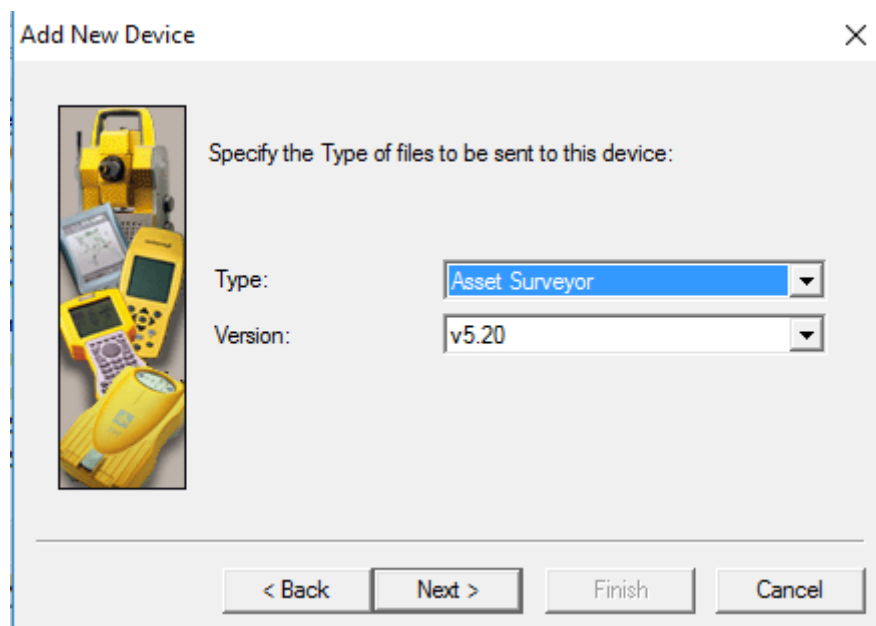 Add New Device
Specify the Type of files to be sent to this device:
Type:
Asset Surveyor
Version:
v5.20
< Back
Next >
Finish
Cancel